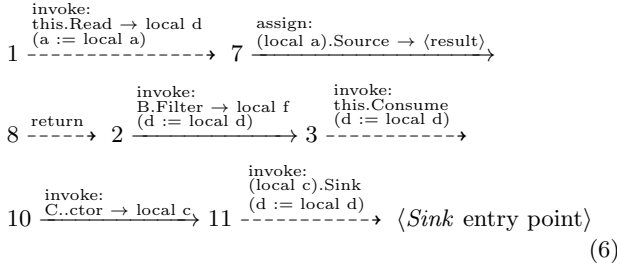 invoke:
this.Read → local d
(a := local a)
assign:
(local a).Source → ⟨result⟩
1 7
invoke:
B.Filter → local f
(d := local d)
invoke:
this.Consume
(d := local d)
8 return 2 3
invoke:
C..ctor → local c
invoke:
(local c).Sink
(d := local d)
10 11 ⟨Sink entry point⟩
(6)